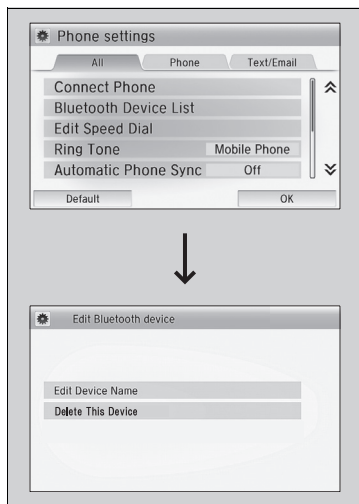 Phone settings
All Phone Text/Email
Connect Phone
Bluetooth Device List
Edit Speed Dial
Ring Tone Mobile Phone
Automatic Phone Sync Off
Default OK
Edit Bluetooth device
Edit Device Name
Delete This Device